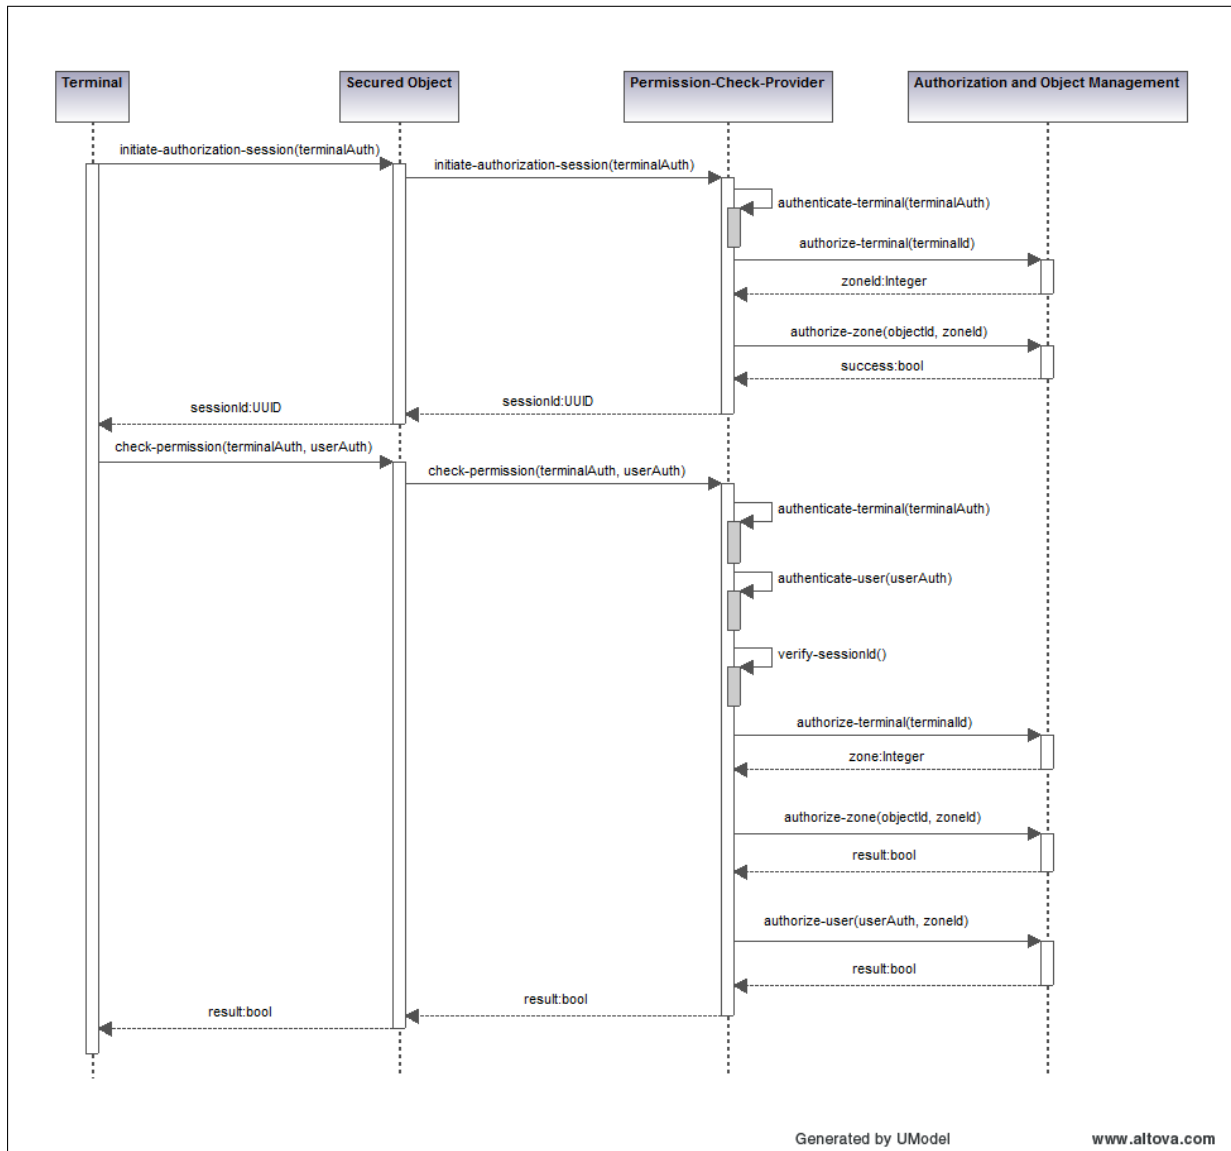 Terminal
Secured Object
Permission-Check-Provider
Authorization and Object Management
initiate-authorization-session(terminalAuth)
initiate-authorization-session(terminalAuth)
authenticate-terminal(terminalAuth)
authorize-terminal(terminalId)
zoneId:Integer
authorize-zone(objectId, zoneId)
success:bool
sessionId:UUID
sessionId:UUID
check-permission(terminalAuth, userAuth)
check-permission(terminalAuth, userAuth)
authenticate-terminal(terminalAuth)
authenticate-user(userAuth)
verify-sessionId()
authorize-terminal(terminalId)
zone:Integer
authorize-zone(objectId, zoneId)
result:bool
authorize-user(userAuth, zoneId)
result:bool
result:bool
result:bool
Generated by UModel
www.altova.com